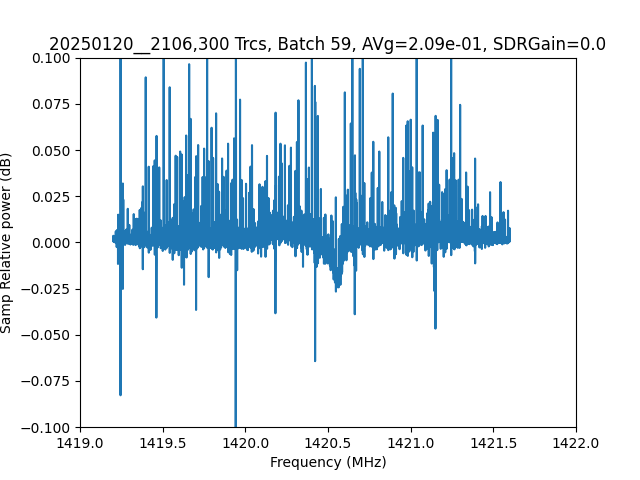 20250120__2106,300 Trcs, Batch 59, AVg=2.09e-01, SDRGain=0.0
0.100
0.075
0.050
0.025
0.000
−0.025
−0.050
−0.075
−0.100
Samp Relative power (dB)
1419.0 1419.5 1420.0 1420.5 1421.0 1421.5 1422.0
Frequency (MHz)